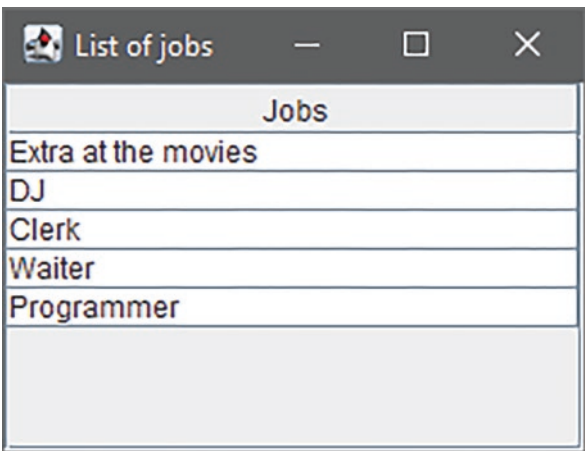 List of jobs
Jobs
Extra at the movies
DJ
Clerk
Waiter
Programmer